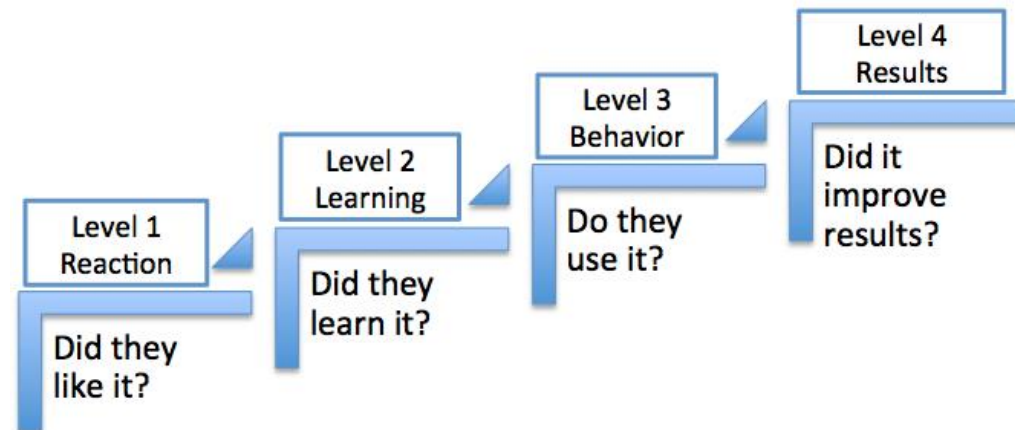 Level 1
Reaction
Did they
like it?
Level 2
Learning
Did they
learn it?
Level 3
Behavior
Do they
use it?
Level 4
Results
Did it
improve
results?